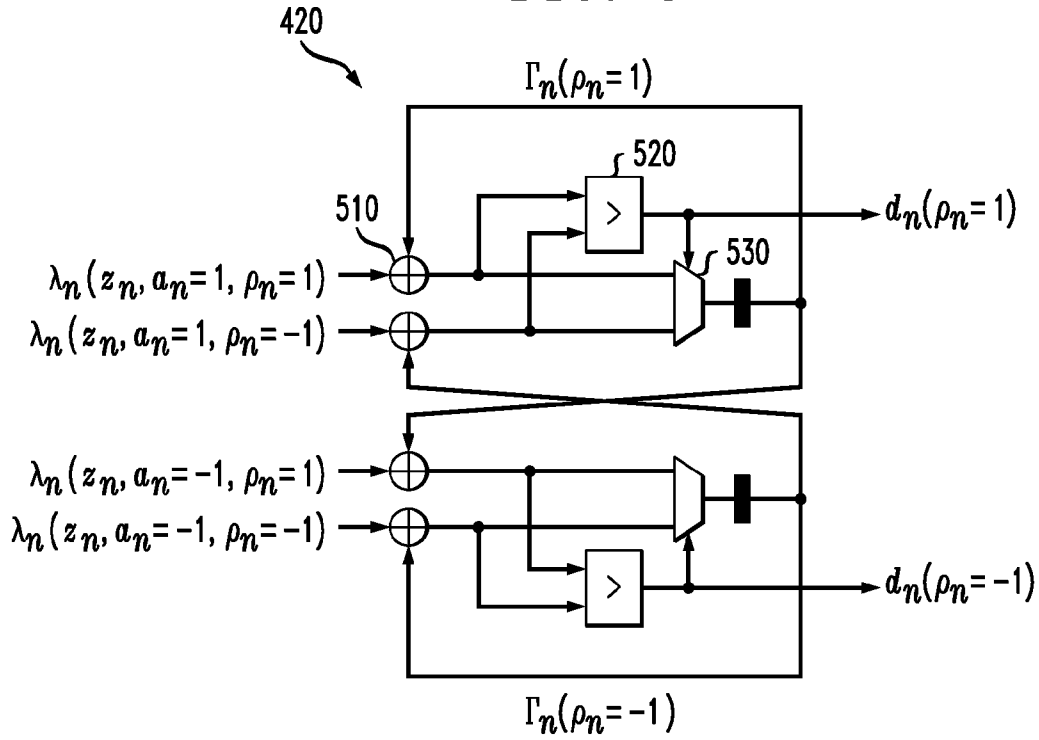 420
Γn(ρn=1)
520
510
>
dn(ρn=1)
530
λn(zn, an=1, ρn=1)
λn(zn, an=1, ρn=-1)
λn(zn, an=-1, ρn=1)
λn(zn, an=-1, ρn=-1)
>
dn(ρn=-1)
Γn(ρn=-1)